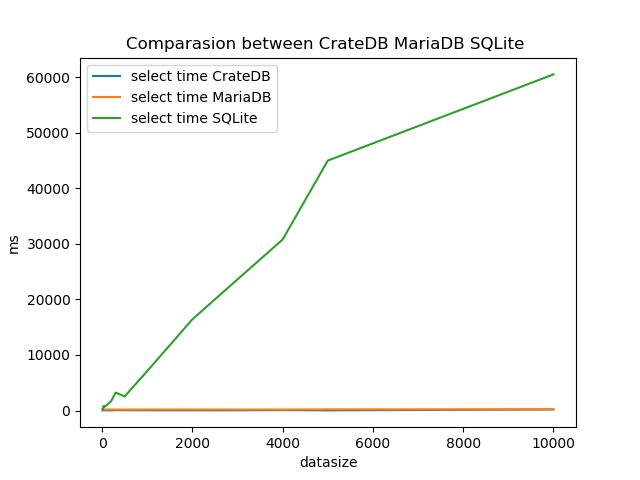 Comparasion between CrateDB MariaDB SQLite
select time CrateDB
select time MariaDB
select time SQLite
60000
50000
40000
30000
20000
10000
0
ms
0 2000 4000 6000 8000 10000
datasize